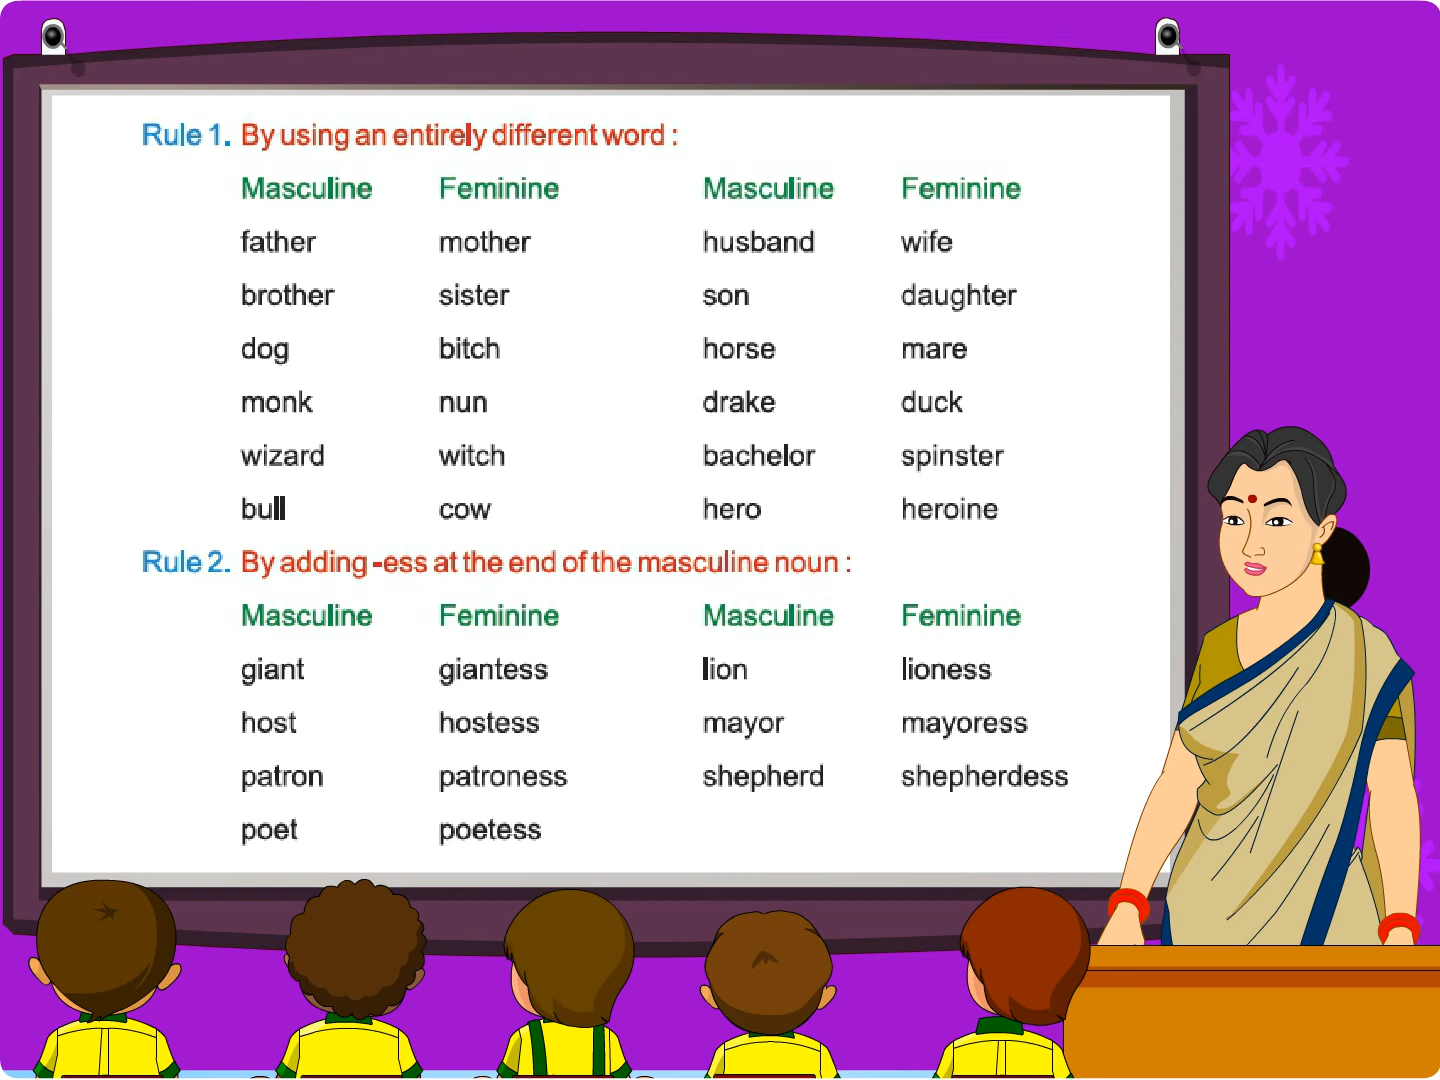 Rule 1. By using an entirely different word :
Masculine Feminine Masculine Feminine
father mother husband wife
brother sister son daughter
dog bitch horse mare
monk nun drake duck
wizard witch bachelor spinster
bull cow hero heroine
Rule 2. By adding -ess at the end of the masculine noun :
Masculine Feminine Masculine Feminine
giant giantess lion lioness
host hostess mayor mayoress
patron patroness shepherd shepherdess
poet poetess